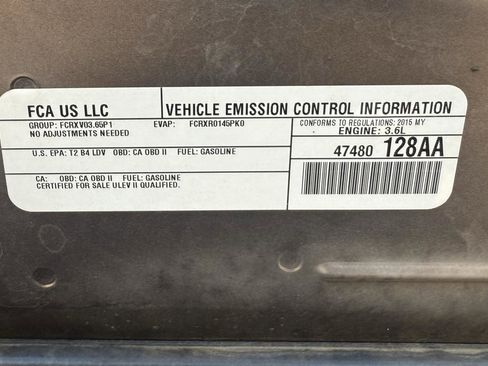 FCA US LLC
VEHICLE EMISSION CONTROL INFORMATION
GROUP: FCRXV03.65P1 EVAP: FCRXR0145PK0
NO ADJUSTMENTS NEEDED
CONFORMS TO REGULATIONS: 2015 MY
ENGINE: 3.6L
U.S. EPA: T2 B4 LDV OBD: CA OBD II FUEL: GASOLINE
47480 128AA
CA: OBD: CA OBD II FUEL: GASOLINE
CERTIFIED FOR SALE ULEV II QUALIFIED.